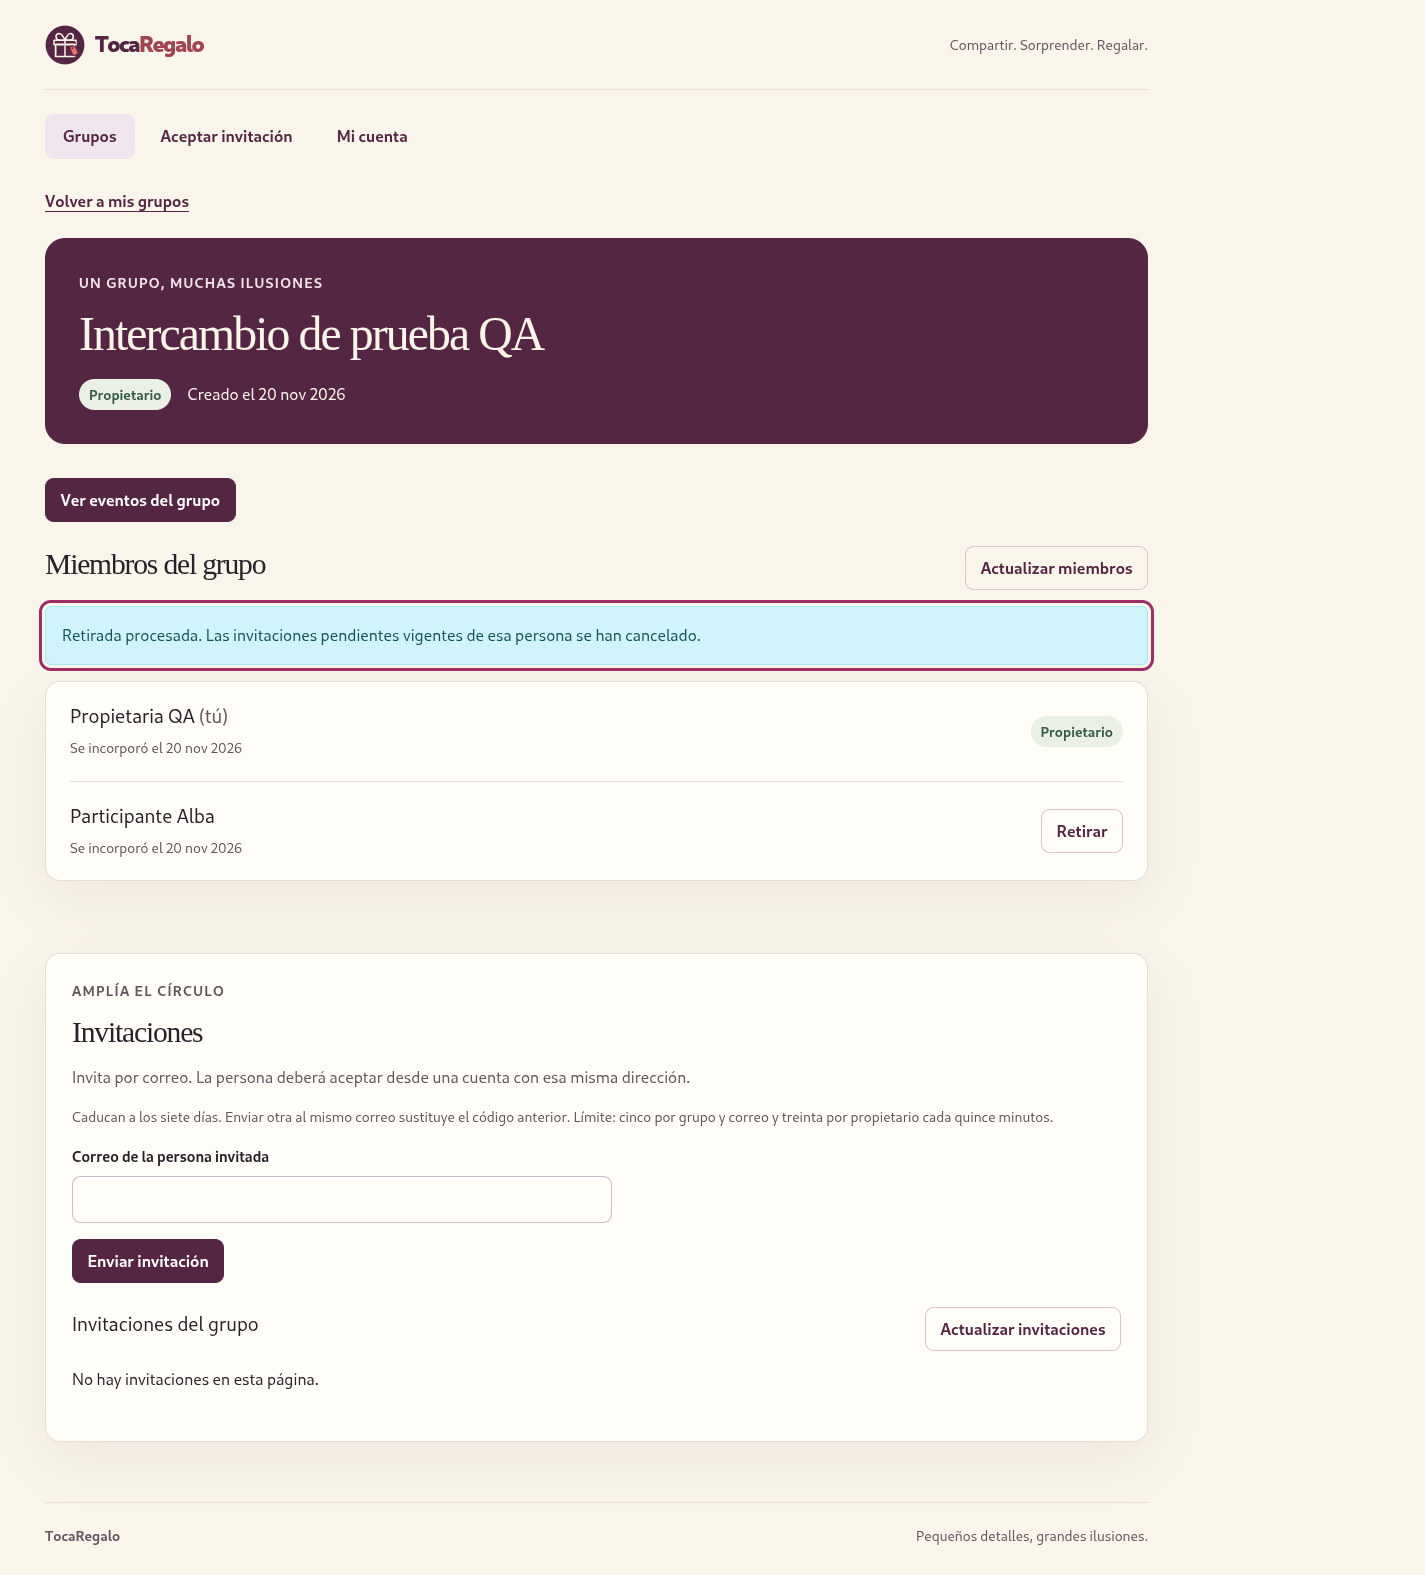 TocaRegalo
Compartir. Sorprender. Regalar.
Grupos
Aceptar invitación
Mi cuenta
Volver a mis grupos
UN GRUPO, MUCHAS ILUSIONES
Intercambio de prueba QA
Propietario
Creado el 20 nov 2026
Ver eventos del grupo
Miembros del grupo
Actualizar miembros
Retirada procesada. Las invitaciones pendientes vigentes de esa persona se han cancelado.
Propietaria QA (tú)
Se incorporó el 20 nov 2026
Propietario
Participante Alba
Se incorporó el 20 nov 2026
Retirar
AMPLÍA EL CÍRCULO
Invitaciones
Invita por correo. La persona deberá aceptar desde una cuenta con esa misma dirección.
Caducan a los siete días. Enviar otra al mismo correo sustituye el código anterior. Límite: cinco por grupo y correo y treinta por propietario cada quince minutos.
Correo de la persona invitada
Enviar invitación
Invitaciones del grupo
Actualizar invitaciones
No hay invitaciones en esta página.
TocaRegalo
Pequeños detalles, grandes ilusiones.